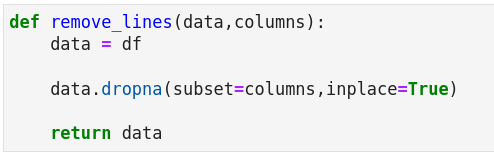 def remove_lines(data,columns):
    data = df
    data.dropna(subset=columns,inplace=True)
    return data